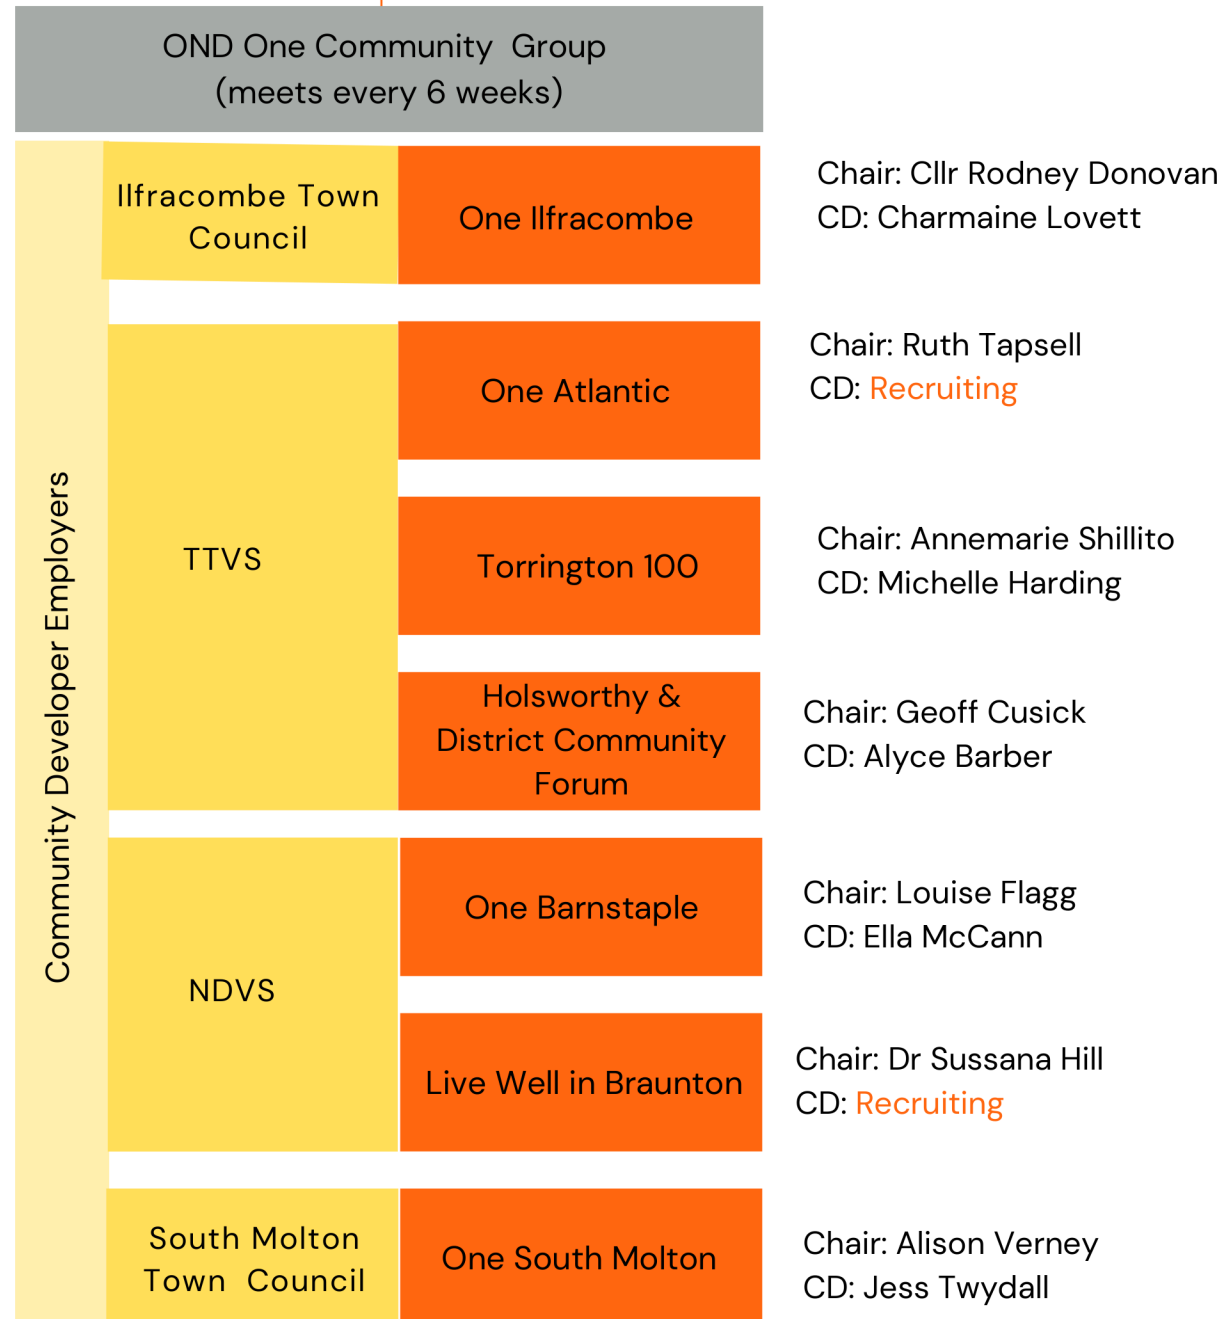 OND One Community Group
(meets every 6 weeks)
Community Developer Employers
Ilfracombe Town
Council
One Ilfracombe
Chair: Cllr Rodney Donovan
CD: Charmaine Lovett
TTVS
One Atlantic
Chair: Ruth Tapsell
CD: Recruiting
Torrington 100
Chair: Annemarie Shillito
CD: Michelle Harding
Holsworthy &
District Community
Forum
Chair: Geoff Cusick
CD: Alyce Barber
NDVS
One Barnstaple
Chair: Louise Flagg
CD: Ella McCann
Live Well in Braunton
Chair: Dr Sussana Hill
CD: Recruiting
South Molton
Town Council
One South Molton
Chair: Alison Verney
CD: Jess Twydall